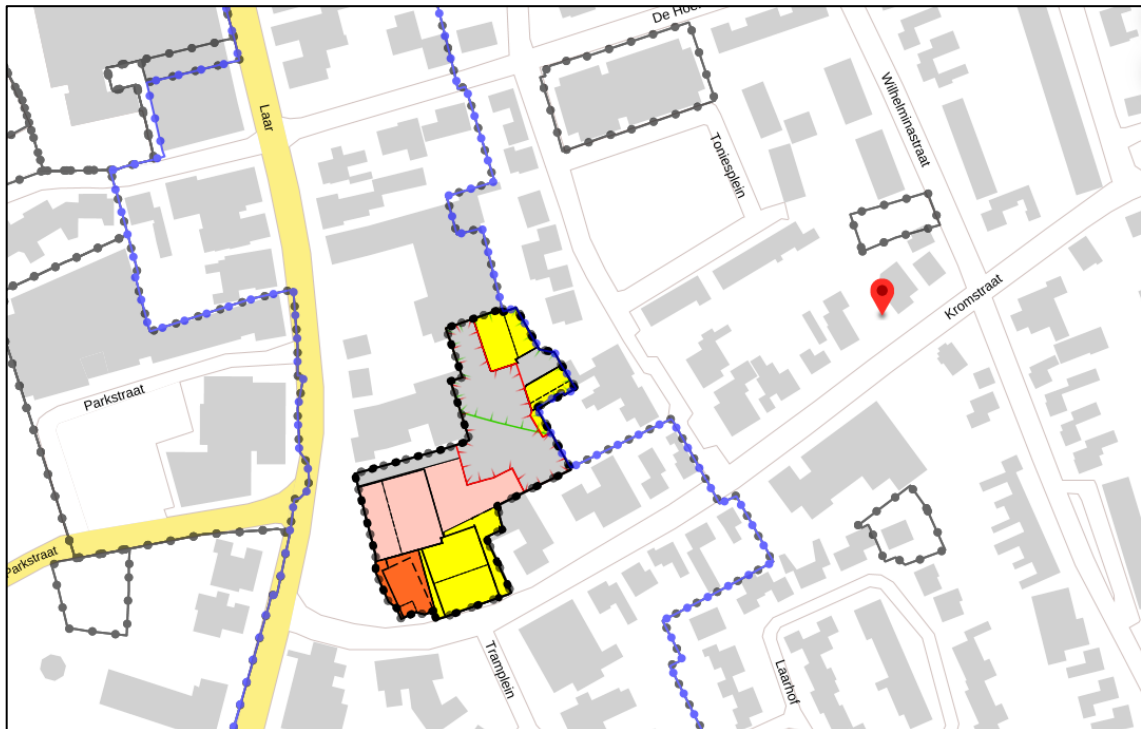 De Hoe
Laar
Wilhelminastraat
Toniesplein
Kromstraat
Parkstraat
Parkstraat
Tramplein
Laarhof